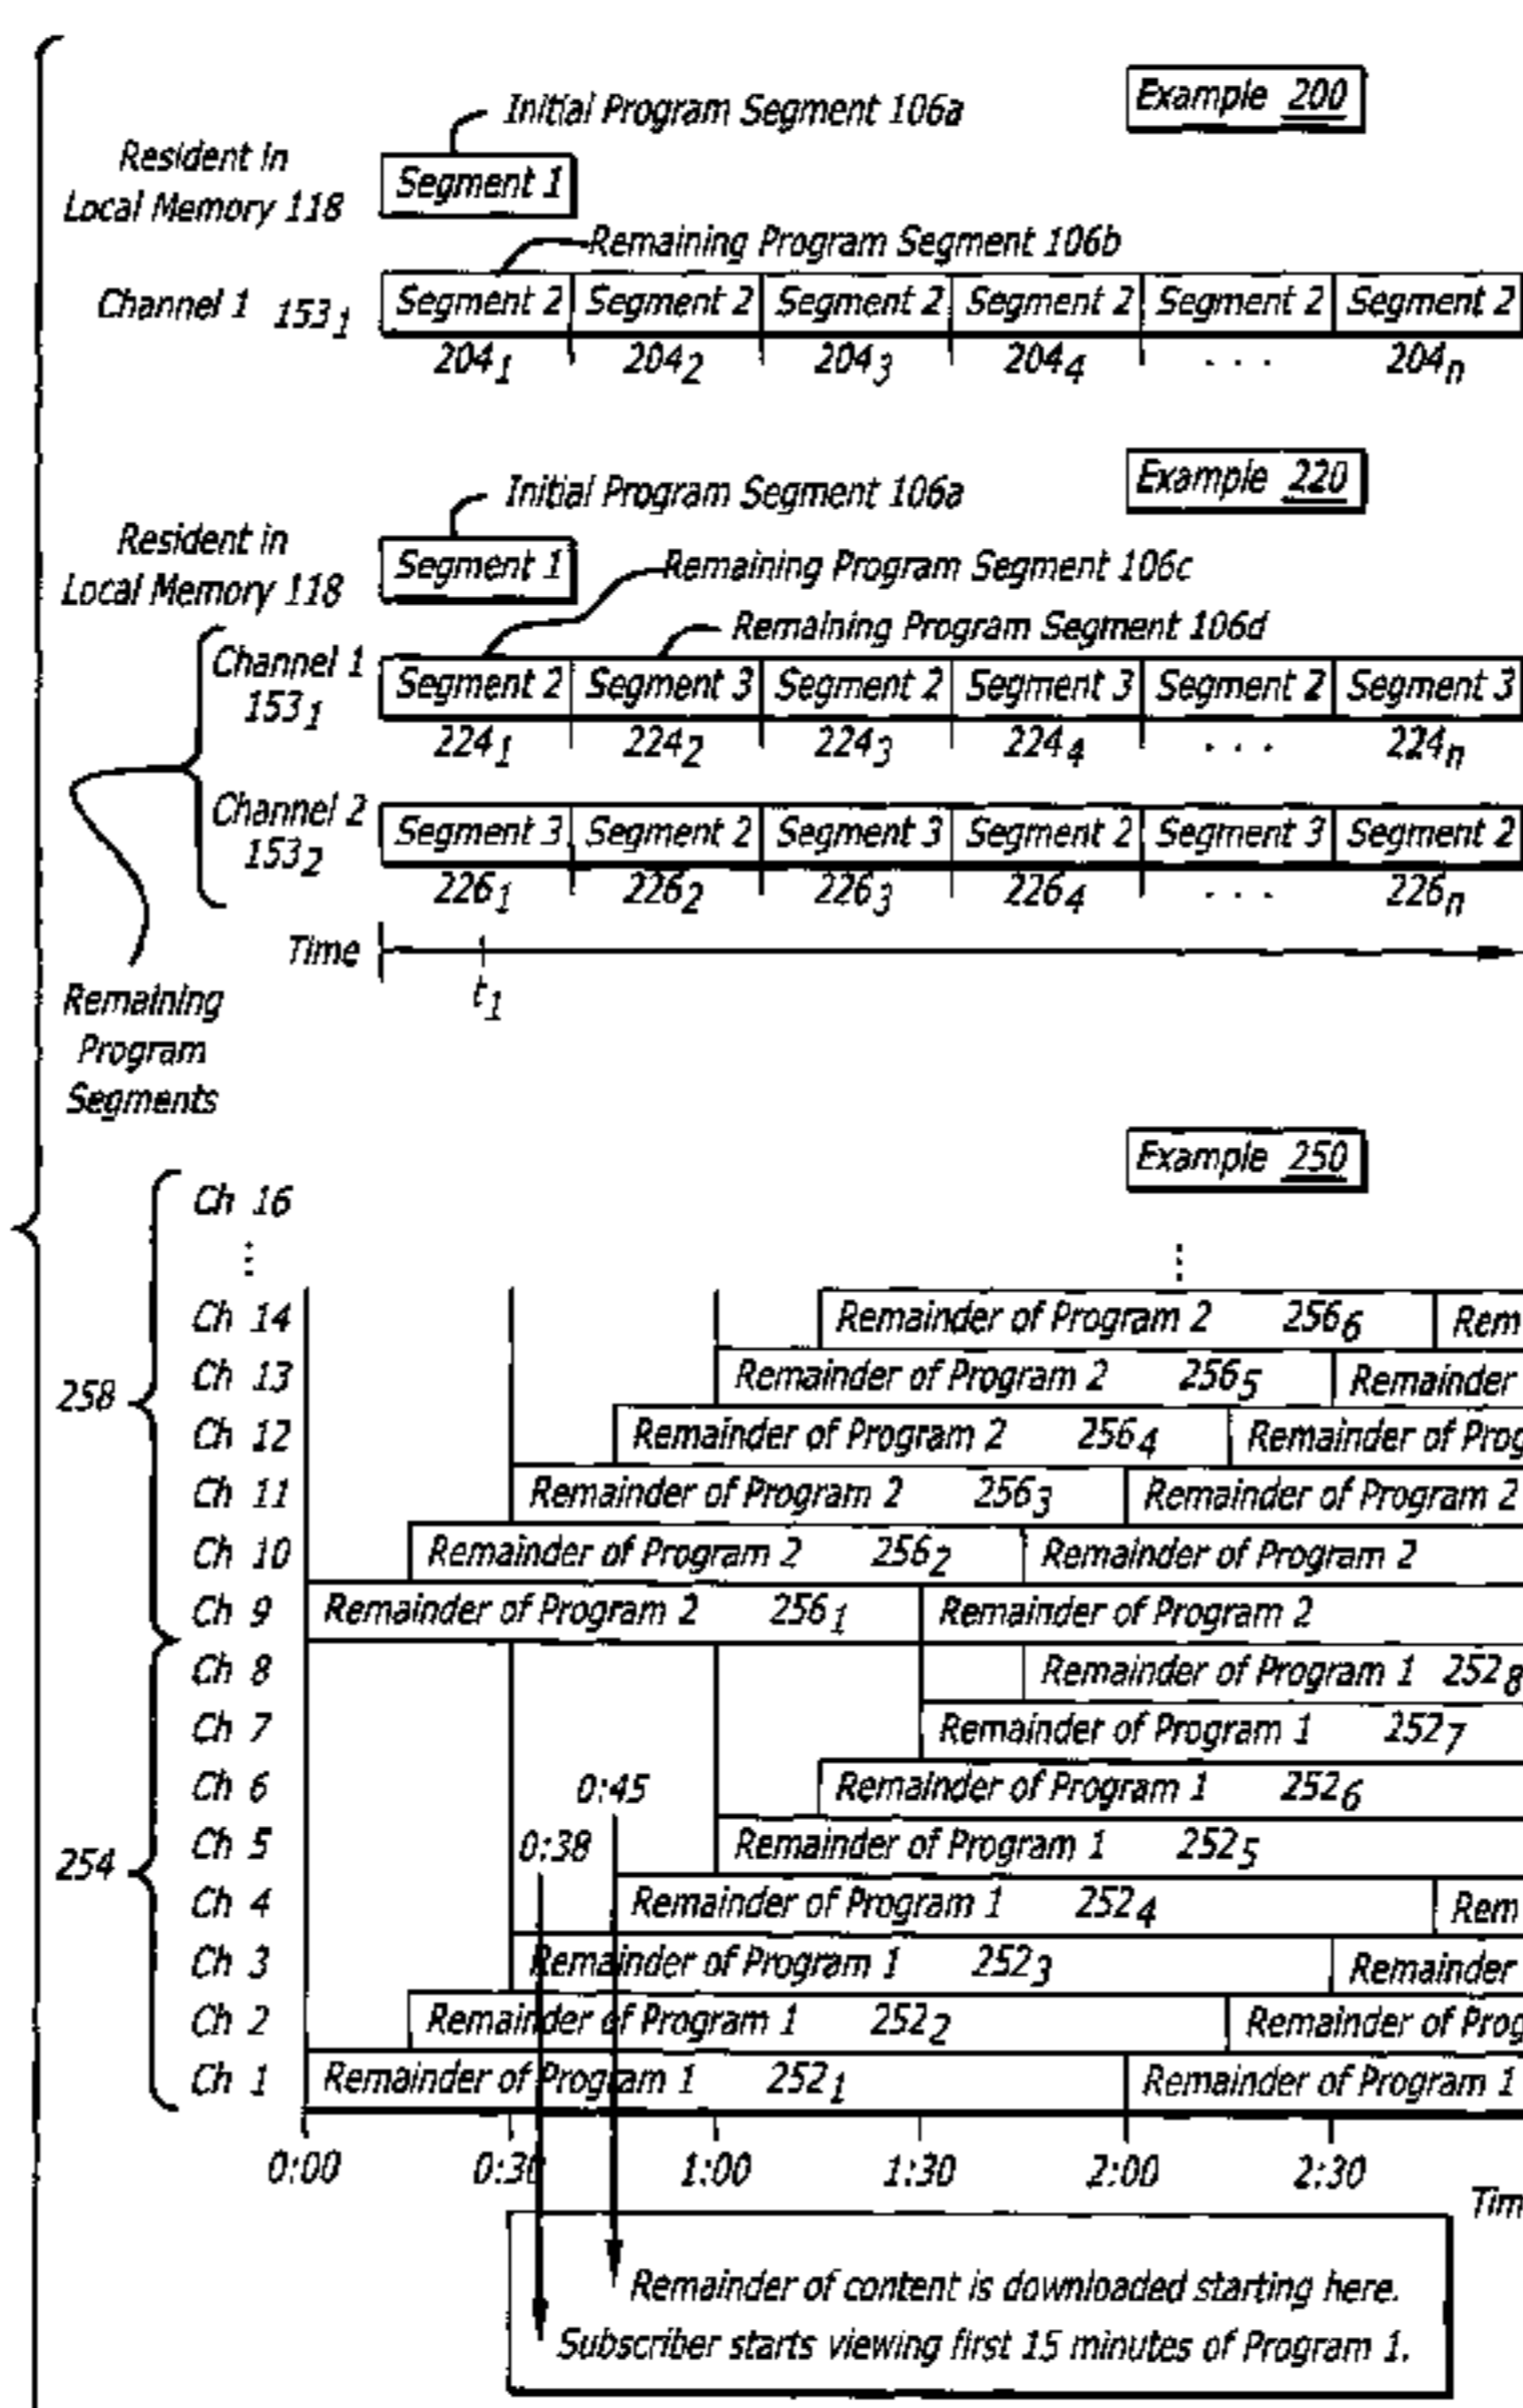 Example 200
Initial Program Segment 106a
Resident in
Local Memory 118
Segment 1
Remaining Program Segment 106b
Channel 1 153₁
Segment 2 Segment 2 Segment 2 Segment 2 Segment 2 Segment 2
204₁ 204₂ 204₃ 204₄ . . . 204ₙ
Example 220
Initial Program Segment 106a
Resident in
Local Memory 118
Segment 1
Remaining Program Segment 106c
Remaining Program Segment 106d
Channel 1
153₁
Segment 2 Segment 3 Segment 2 Segment 3 Segment 2 Segment 3
224₁ 224₂ 224₃ 224₄ . . . 224ₙ
Channel 2
153₂
Segment 3 Segment 2 Segment 3 Segment 2 Segment 3 Segment 2
226₁ 226₂ 226₃ 226₄ . . . 226ₙ
Time
t₁
Remaining
Program
Segments
Example 250
Ch 16
Ch 14 Remainder of Program 2 256₆ Rem
Ch 13 Remainder of Program 2 256₅ Remainder
258
Ch 12 Remainder of Program 2 256₄ Remainder of Prog
Ch 11 Remainder of Program 2 256₃ Remainder of Program 2
Ch 10 Remainder of Program 2 256₂ Remainder of Program 2
Ch 9 Remainder of Program 2 256₁ Remainder of Program 2
Ch 8 Remainder of Program 1 252₈
Ch 7 Remainder of Program 1 252₇
Ch 6 0:45 Remainder of Program 1 252₆
Ch 5 0:38 Remainder of Program 1 252₅
254
Ch 4 Remainder of Program 1 252₄ Rem
Ch 3 Remainder of Program 1 252₃ Remainder
Ch 2 Remainder of Program 1 252₂ Remainder of Prog
Ch 1 Remainder of Program 1 252₁ Remainder of Program 1
0:00 0:30 1:00 1:30 2:00 2:30
Tim
Remainder of content is downloaded starting here.
Subscriber starts viewing first 15 minutes of Program 1.